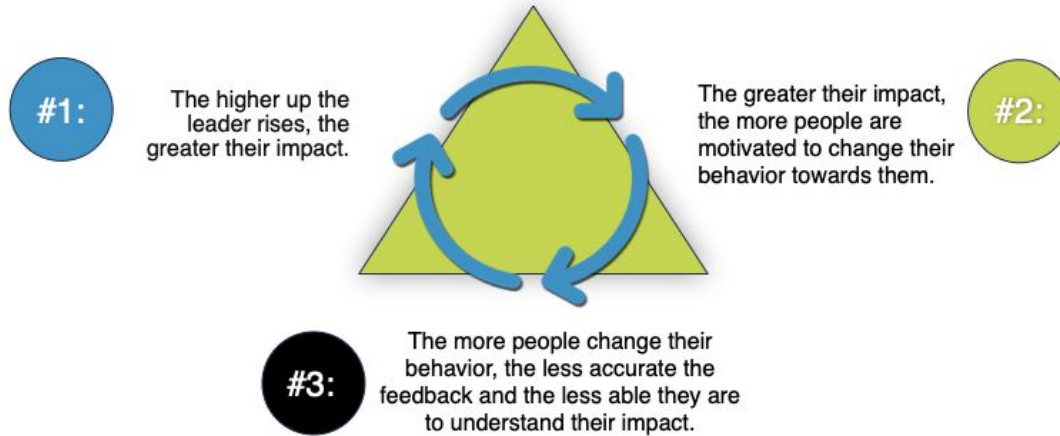 #1:
The higher up the
leader rises, the
greater their impact.
The greater their impact,
the more people are
motivated to change their
behavior towards them.
#2:
#3:
The more people change their
behavior, the less accurate the
feedback and the less able they are
to understand their impact.